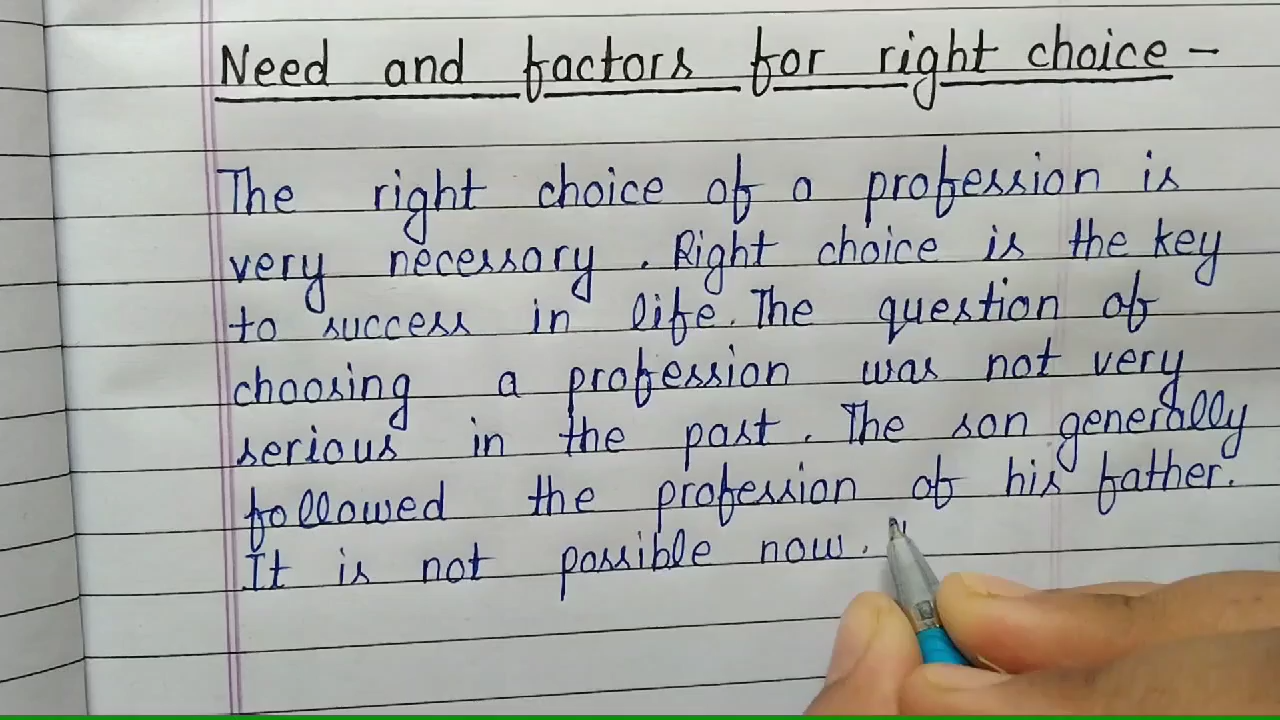 Need and factors for right choice -
The right choice of a profession is
very necessary. Right choice is the key
to success in life. The question of
choosing a profession was not very
serious in the past. The son generally
followed the profession of his father.
It is not possible now.